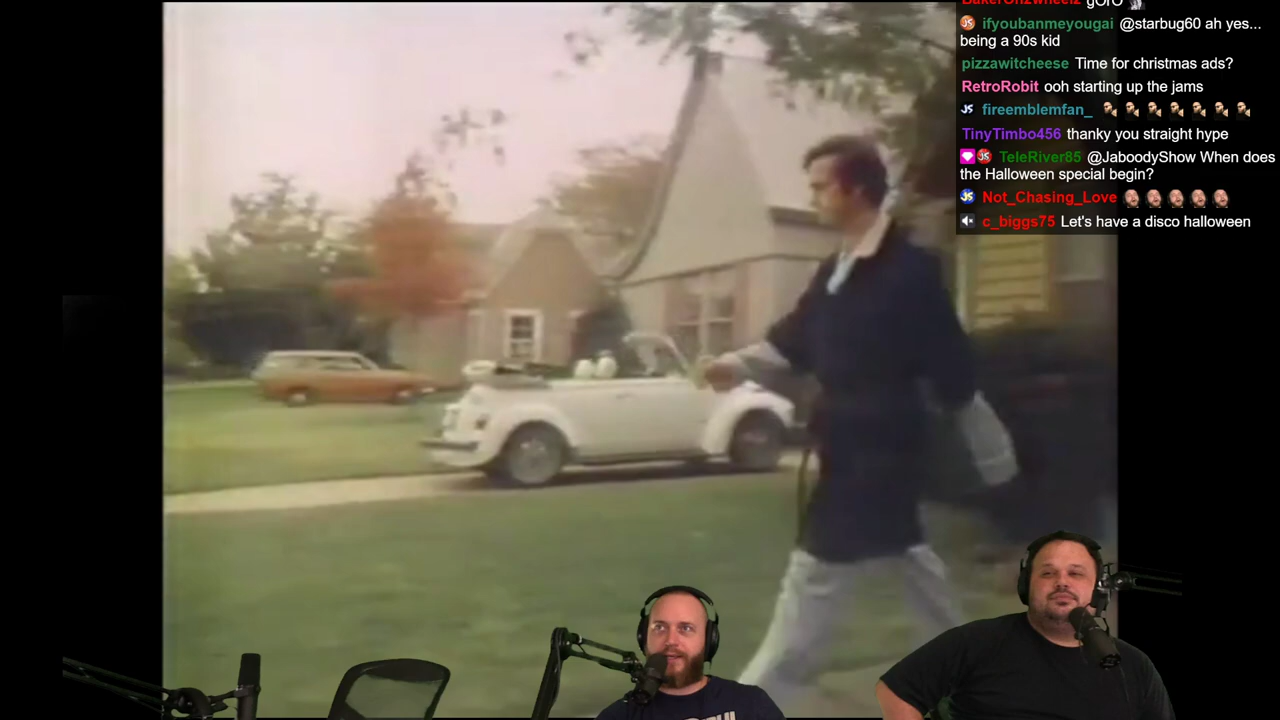 ifyoubanmeyougai @starbug60 ah yes...
being a 90s kid
pizzawitcheese Time for christmas ads?
RetroRobit ooh starting up the jams
fireemblemfan_
TinyTimbo456 thanky you straight hype
TeleRiver85 @JaboodyShow When does
the Halloween special begin?
Not_Chasing_Love
c_biggs75 Let's have a disco halloween